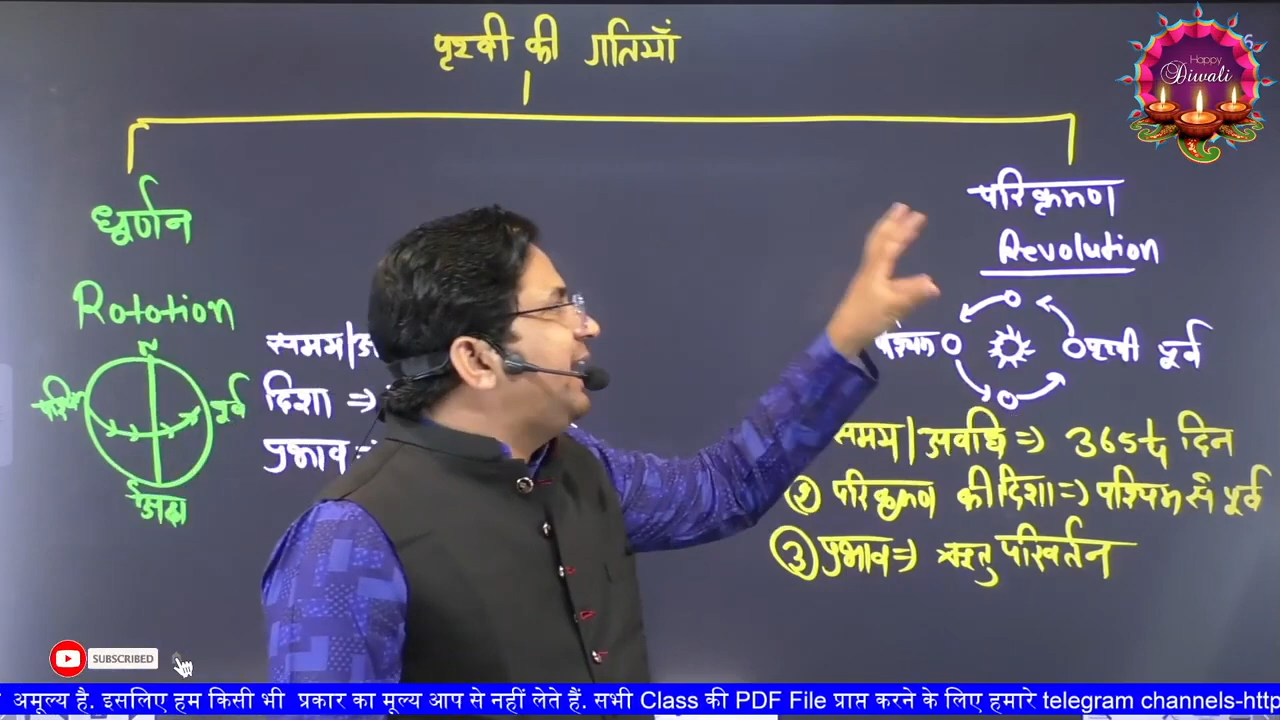 पृथ्वी की गतियाँ
Happy
Diwali
घूर्णन
Rotation
N
पश्चिम
पूर्व
अक्ष
समय|अ
दिशा ⇒
प्रभाव ⇒
परिक्रमण
Revolution
पश्चिम
पृथ्वी पूर्व
समय|अवधि ⇒ 365¼ दिन
② परिक्रमण की दिशा ⇒ पश्चिम से पूर्व
③ प्रभाव ⇒ ऋतु परिवर्तन
SUBSCRIBED
अमूल्य है. इसलिए हम किसी भी प्रकार का मूल्य आप से नहीं लेते हैं. सभी Class की PDF File प्राप्त करने के लिए हमारे telegram channels-http